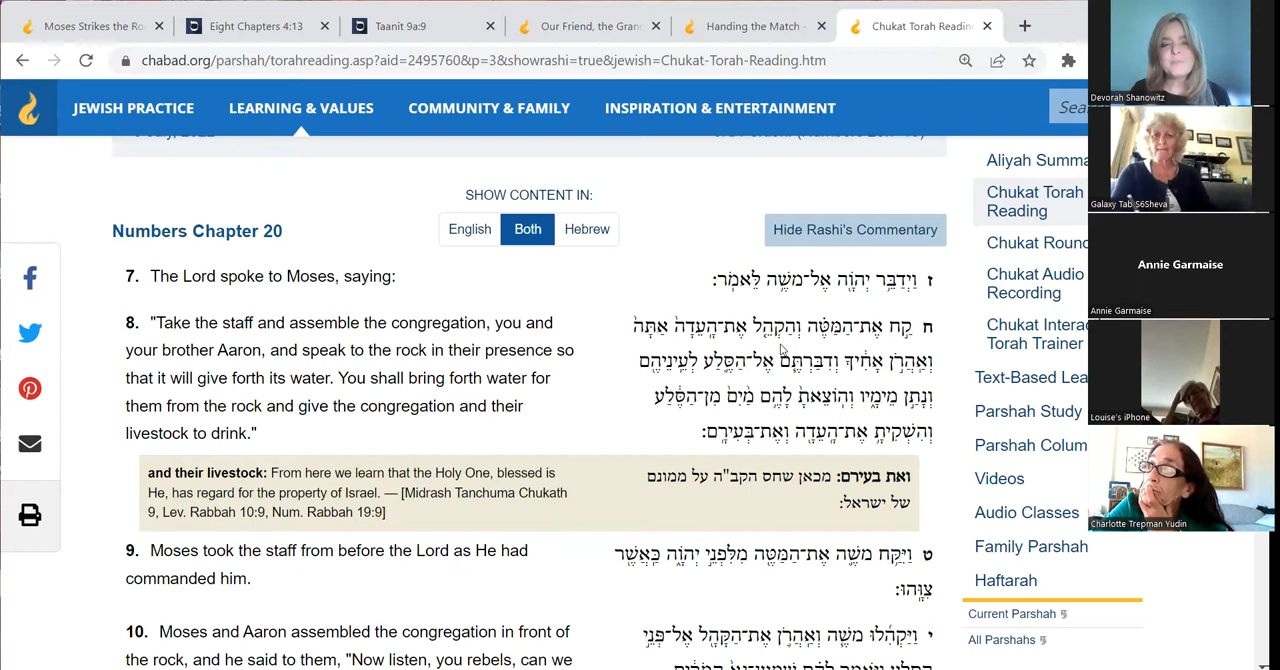 Moses Strikes the Ro
Eight Chapters 4:13
Taanit 9a:9
Our Friend, the Gran
Handing the Match -
Chukat Torah Readin
chabad.org/parshah/torahreading.asp?aid=2495760&p=3&showrashi=true&jewish=Chukat-Torah-Reading.htm
JEWISH PRACTICE
LEARNING & VALUES
COMMUNITY & FAMILY
INSPIRATION & ENTERTAINMENT
Sea
SHOW CONTENT IN:
Numbers Chapter 20
English
Both
Hebrew
Hide Rashi's Commentary
7. The Lord spoke to Moses, saying:
ז וַיְדַבֵּ֥ר יְהֹוָ֖ה אֶל־משֶׁ֥ה לֵּאמֹֽר:
8. "Take the staff and assemble the congregation, you and
your brother Aaron, and speak to the rock in their presence so
that it will give forth its water. You shall bring forth water for
them from the rock and give the congregation and their
livestock to drink."
ח קַ֣ח אֶת־הַמַּטֶּ֗ה וְהַקְהֵ֤ל אֶת־הָֽעֵדָה֙ אַתָּה֙
וְאַֽהֲרֹ֣ן אָחִ֔יךָ וְדִבַּרְתֶּ֧ם אֶל־הַסֶּ֛לַע לְעֵֽינֵיהֶ֖ם
וְנָתַ֣ן מֵימָ֑יו וְהֽוֹצֵאתָ֨ לָהֶ֥ם מַ֨יִם֙ מִן־הַסֶּ֔לַע
וְהִשְׁקִיתָ֥ אֶת־הָֽעֵדָ֖ה וְאֶת־בְּעִירָֽם:
and their livestock: From here we learn that the Holy One, blessed is
He, has regard for the property of Israel. — [Midrash Tanchuma Chukath
9, Lev. Rabbah 10:9, Num. Rabbah 19:9]
ואת בעירם: מכאן שחס הקב"ה על ממונם
של ישראל:
9. Moses took the staff from before the Lord as He had
commanded him.
ט וַיִּקַּ֥ח משֶׁ֛ה אֶת־הַמַּטֶּ֖ה מִלִּפְנֵ֣י יְהֹוָ֑ה כַּֽאֲשֶׁ֖ר
צִוָּֽהוּ:
10. Moses and Aaron assembled the congregation in front of
the rock, and he said to them, "Now listen, you rebels, can we
י וַיַּקְהִ֜לוּ משֶׁ֧ה וְאַֽהֲרֹ֛ן אֶת־הַקָּהָ֖ל אֶל־פְּנֵ֣י
Aliyah Summa
Chukat Torah
Reading
Chukat Roun
Chukat Audio
Recording
Chukat Interac
Torah Trainer
Text-Based Lea
Parshah Study
Parshah Colum
Videos
Audio Classes
Family Parshah
Haftarah
Current Parshah
All Parshahs
Devorah Shanowitz
Galaxy Tab S6Sheva
Annie Garmaise
Annie Garmaise
Louise's iPhone
Charlotte Trepman Yudin